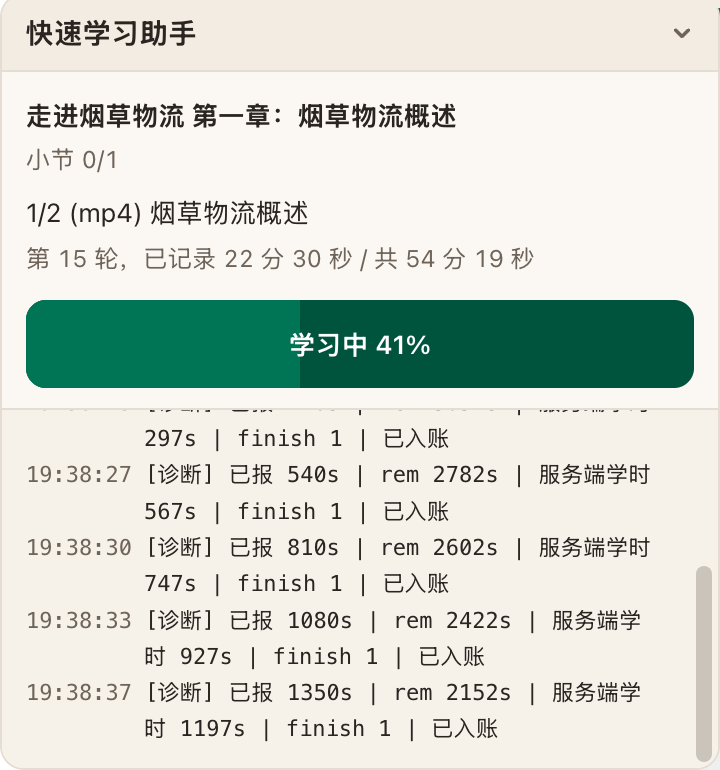 快速学习助手
走进烟草物流 第一章：烟草物流概述
小节 0/1
1/2 (mp4) 烟草物流概述
第 15 轮，已记录 22 分 30 秒 / 共 54 分 19 秒
学习中 41%
297s | finish 1 | 已入账
19:38:27 [诊断] 已报 540s | rem 2782s | 服务端学时
567s | finish 1 | 已入账
19:38:30 [诊断] 已报 810s | rem 2602s | 服务端学时
747s | finish 1 | 已入账
19:38:33 [诊断] 已报 1080s | rem 2422s | 服务端学
时 927s | finish 1 | 已入账
19:38:37 [诊断] 已报 1350s | rem 2152s | 服务端学
时 1197s | finish 1 | 已入账